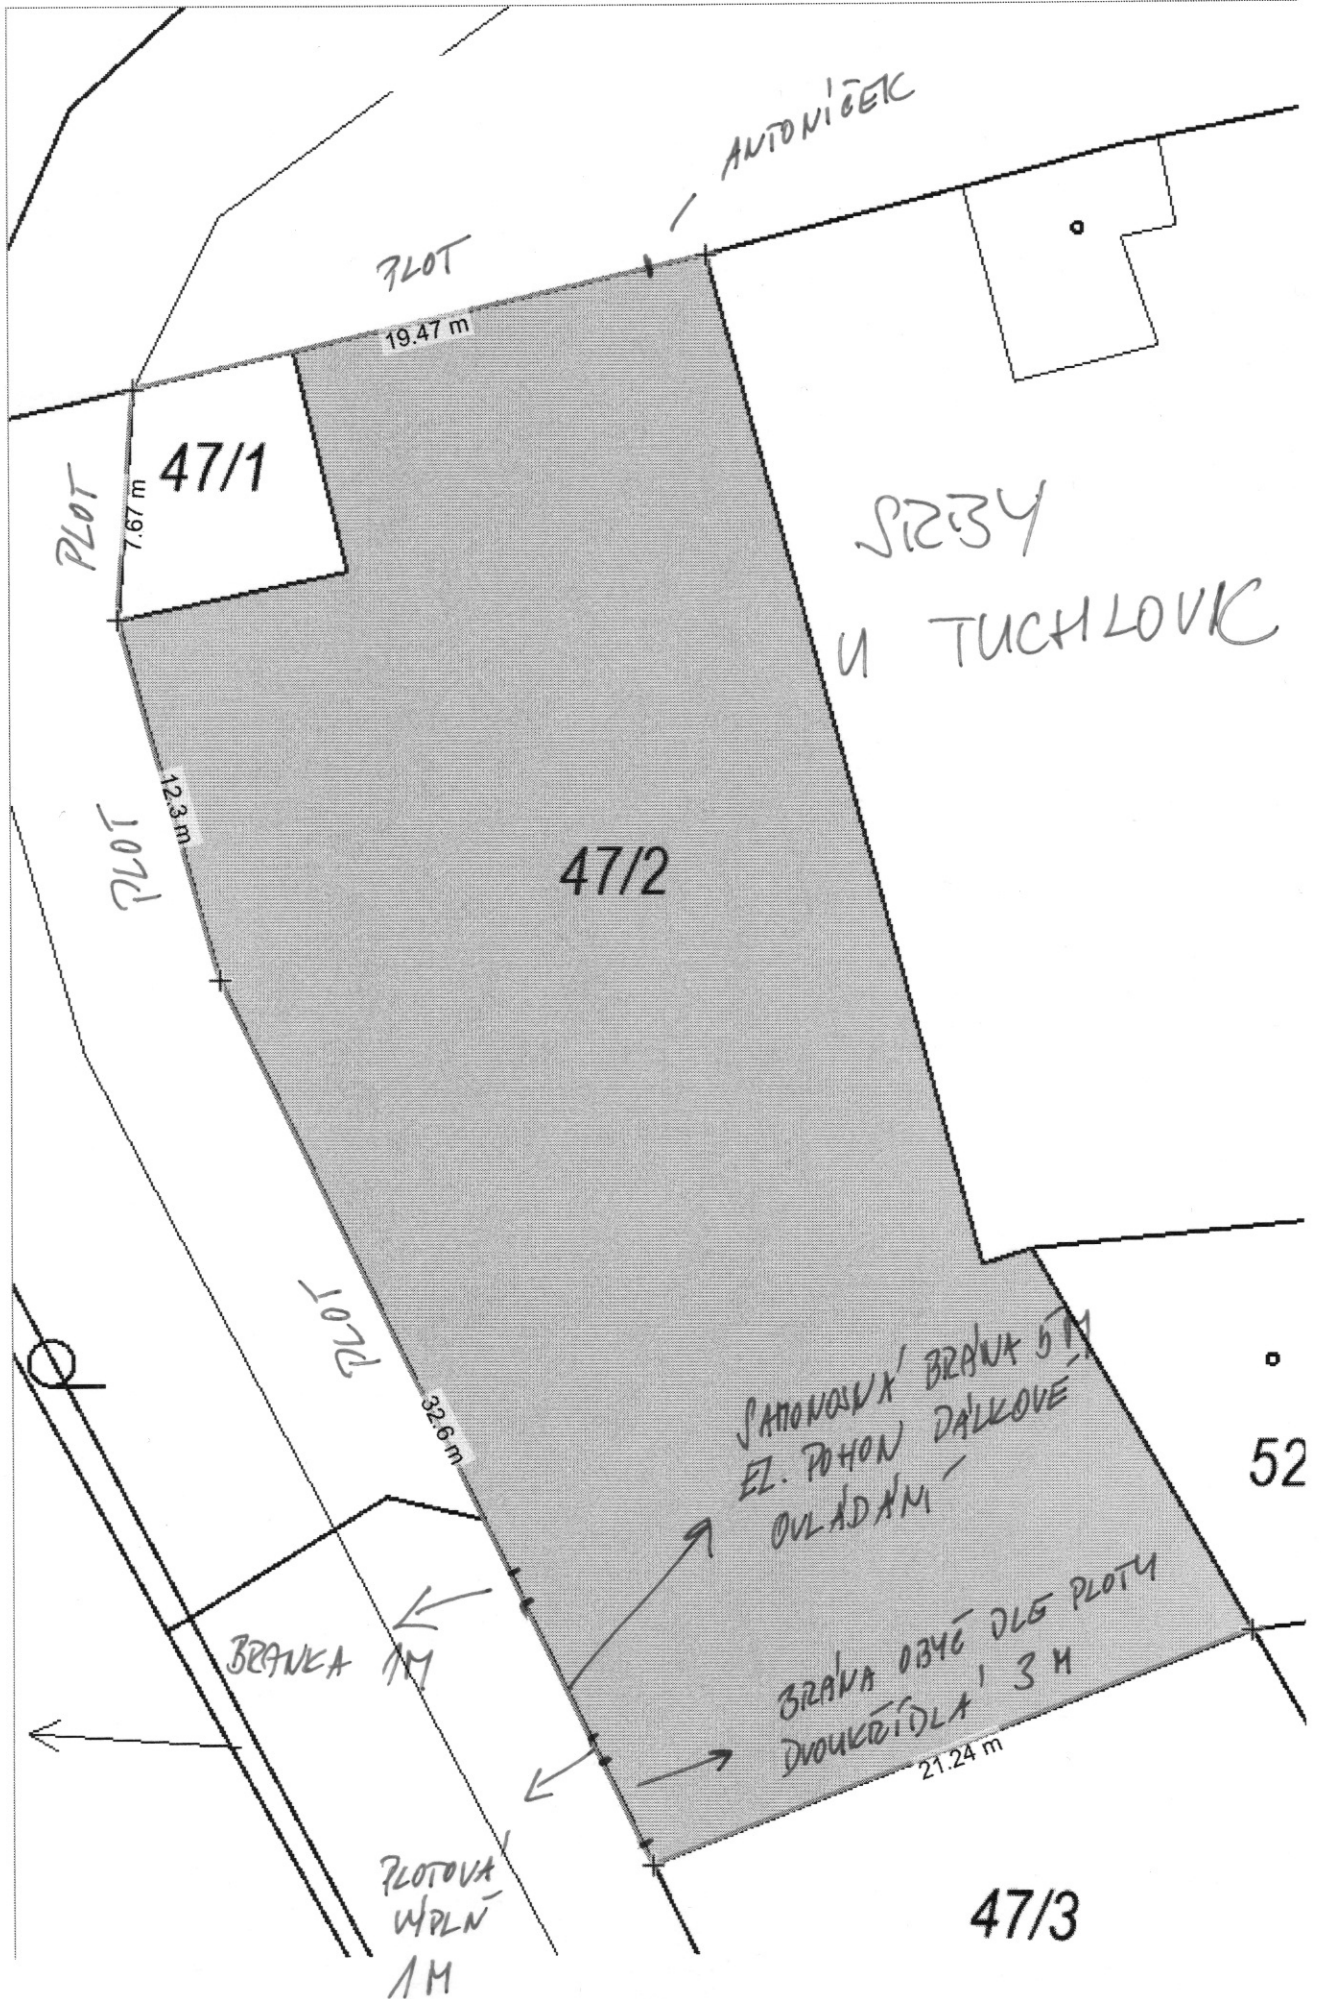 ANTONÍČEK
PLOT
19.47 m
47/1
PLOT
7.67 m
SRBY
U TUCHLOVIC
PLOT
12.3 m
47/2
PLOT
32.6 m
SAMONOSNÁ BRÁNA 5 M
EL. POHON DÁLKOVÉ
OVLÁDÁNÍ
52
BRANKA 1M
BRÁNA OBYČ DLE PLOTU
DVOUKŘÍDLÁ 3 M
21.24 m
PLOTOVÁ
VÝPLŇ
1M
47/3